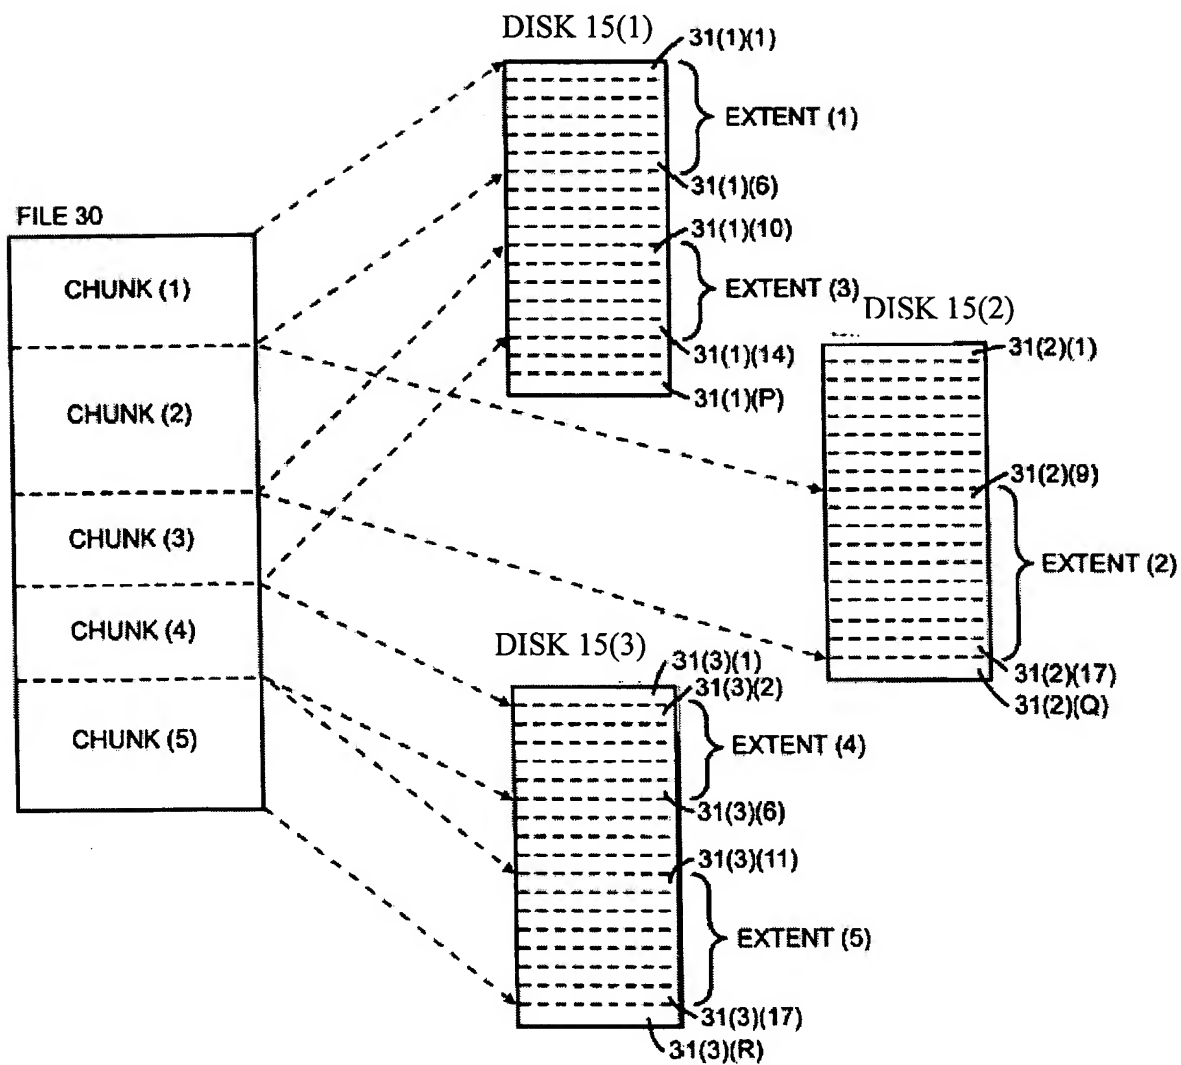 DISK 15(1)
31(1)(1)
EXTENT (1)
31(1)(6)
FILE 30
31(1)(10)
CHUNK (1)
EXTENT (3)
DISK 15(2)
31(2)(1)
31(1)(14)
31(1)(P)
CHUNK (2)
31(2)(9)
CHUNK (3)
EXTENT (2)
CHUNK (4)
DISK 15(3)
31(3)(1)
31(2)(17)
31(3)(2)
31(2)(Q)
CHUNK (5)
EXTENT (4)
31(3)(6)
31(3)(11)
EXTENT (5)
31(3)(17)
31(3)(R)